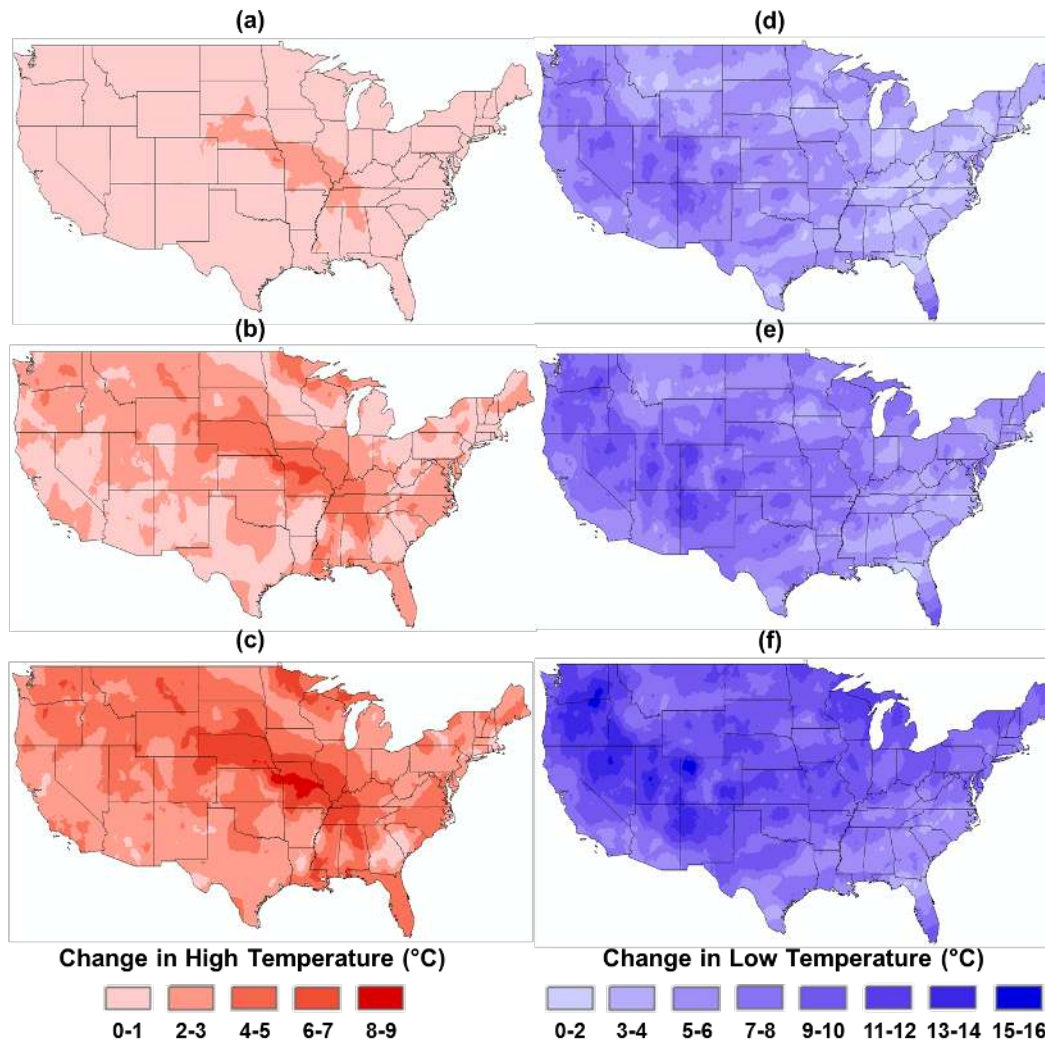 (a) (d)
(b) (e)
(c) (f)
Change in High Temperature (°C) Change in Low Temperature (°C)
0-1 2-3 4-5 6-7 8-9 0-2 3-4 5-6 7-8 9-10 11-12 13-14 15-16